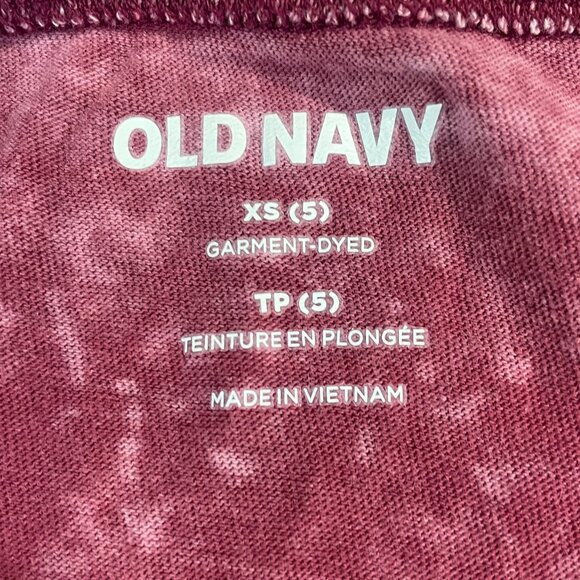 OLD NAVY
XS (5)
GARMENT-DYED
TP (5)
TEINTURE EN PLONGÉE
MADE IN VIETNAM